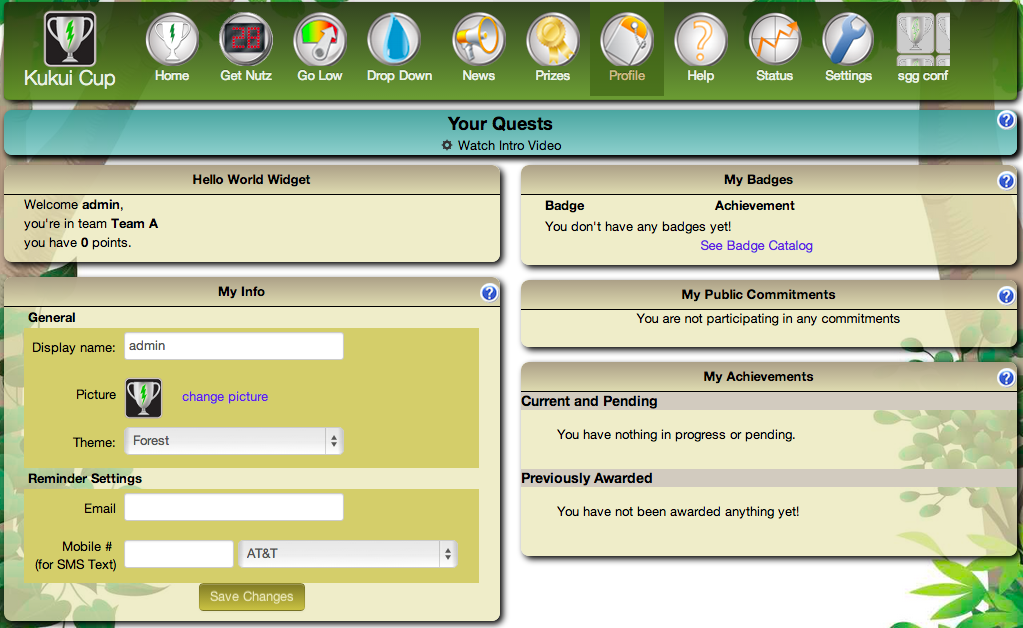 Kukui Cup
Home
Get Nutz
Go Low
Drop Down
News
Prizes
Profile
Help
Status
Settings
sgg conf
28
?
Your Quests
?
Watch Intro Video
Hello World Widget
Welcome admin,
you're in team Team A
you have 0 points.
My Info
?
General
Display name: admin
Picture change picture
Theme: Forest
Reminder Settings
Email
Mobile #
(for SMS Text) AT&T
Save Changes
My Badges
?
Badge Achievement
You don't have any badges yet!
See Badge Catalog
My Public Commitments
?
You are not participating in any commitments
My Achievements
?
Current and Pending
You have nothing in progress or pending.
Previously Awarded
You have not been awarded anything yet!